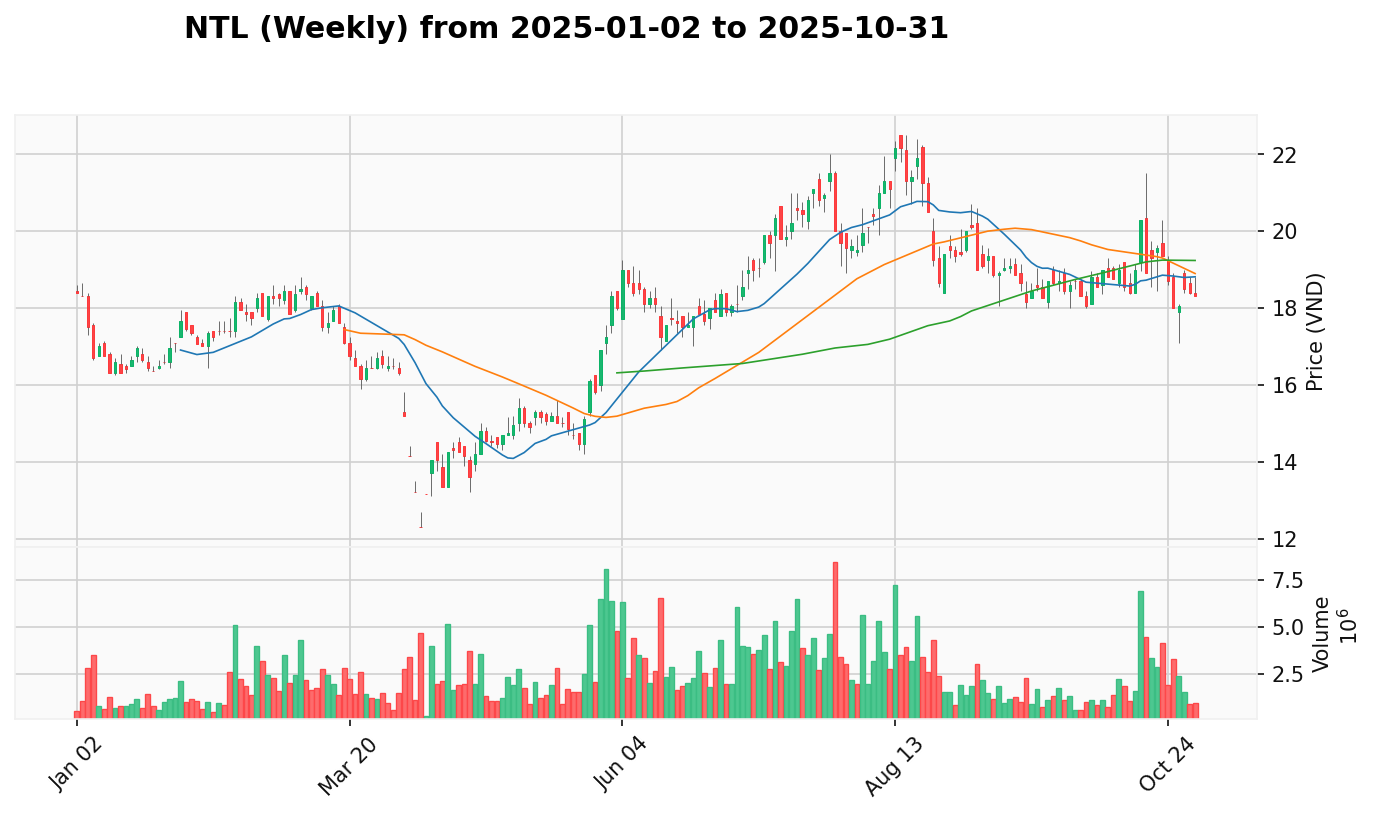 NTL (Weekly) from 2025-01-02 to 2025-10-31
22
20
18
16
14
12
Price (VND)
7.5
5.0
2.5
Volume
10⁶
Jan 02
Mar 20
Jun 04
Aug 13
Oct 24